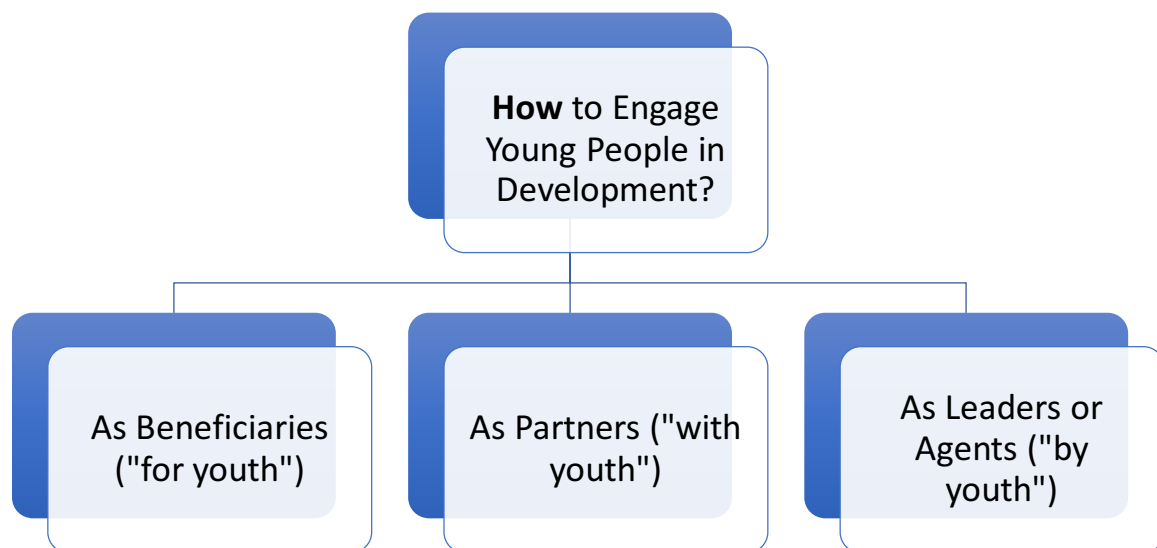 How to Engage
Young People in
Development?
As Beneficiaries
("for youth")
As Partners ("with
youth")
As Leaders or
Agents ("by
youth")